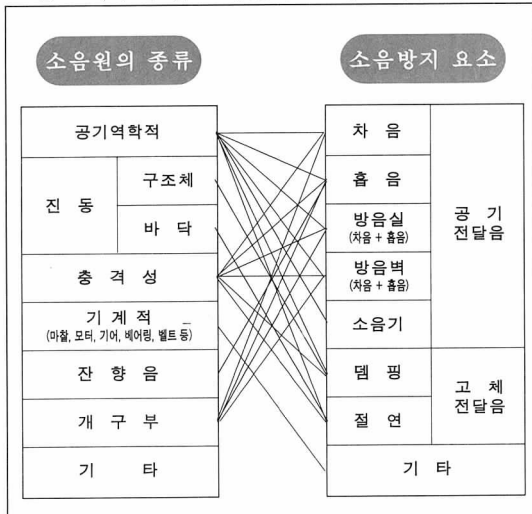 소음원의 종류
공기역학적
진 동
구조체
바 닥
충 격 성
기 계 적
(마찰, 모터, 기어, 베어링, 벨트 등)
잔 향 음
개 구 부
기 타
소음방지 요소
차 음
흡 음
방음실
(차음 + 흡음)
방음벽
(차음 + 흡음)
소음기
뎀 핑
절 연
기 타
공 기
전달음
고 체
전달음